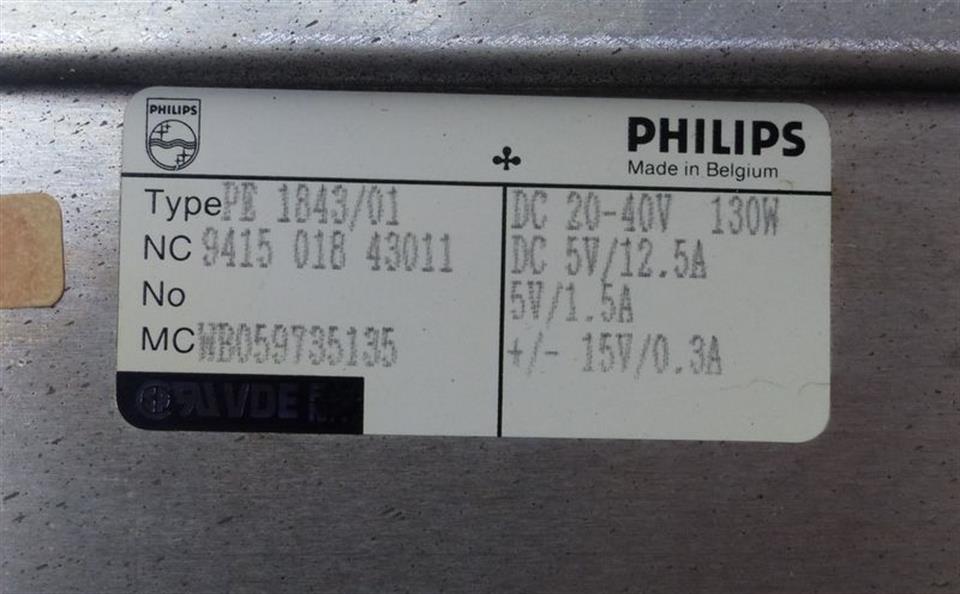 PHILIPS
PHILIPS
Made in Belgium
Type PE 1843/01
NC 9415 018 43011
No
MC WB059735135
DC 20-40V 130W
DC 5V/12.5A
5V/1.5A
+/- 15V/0.3A
VDE